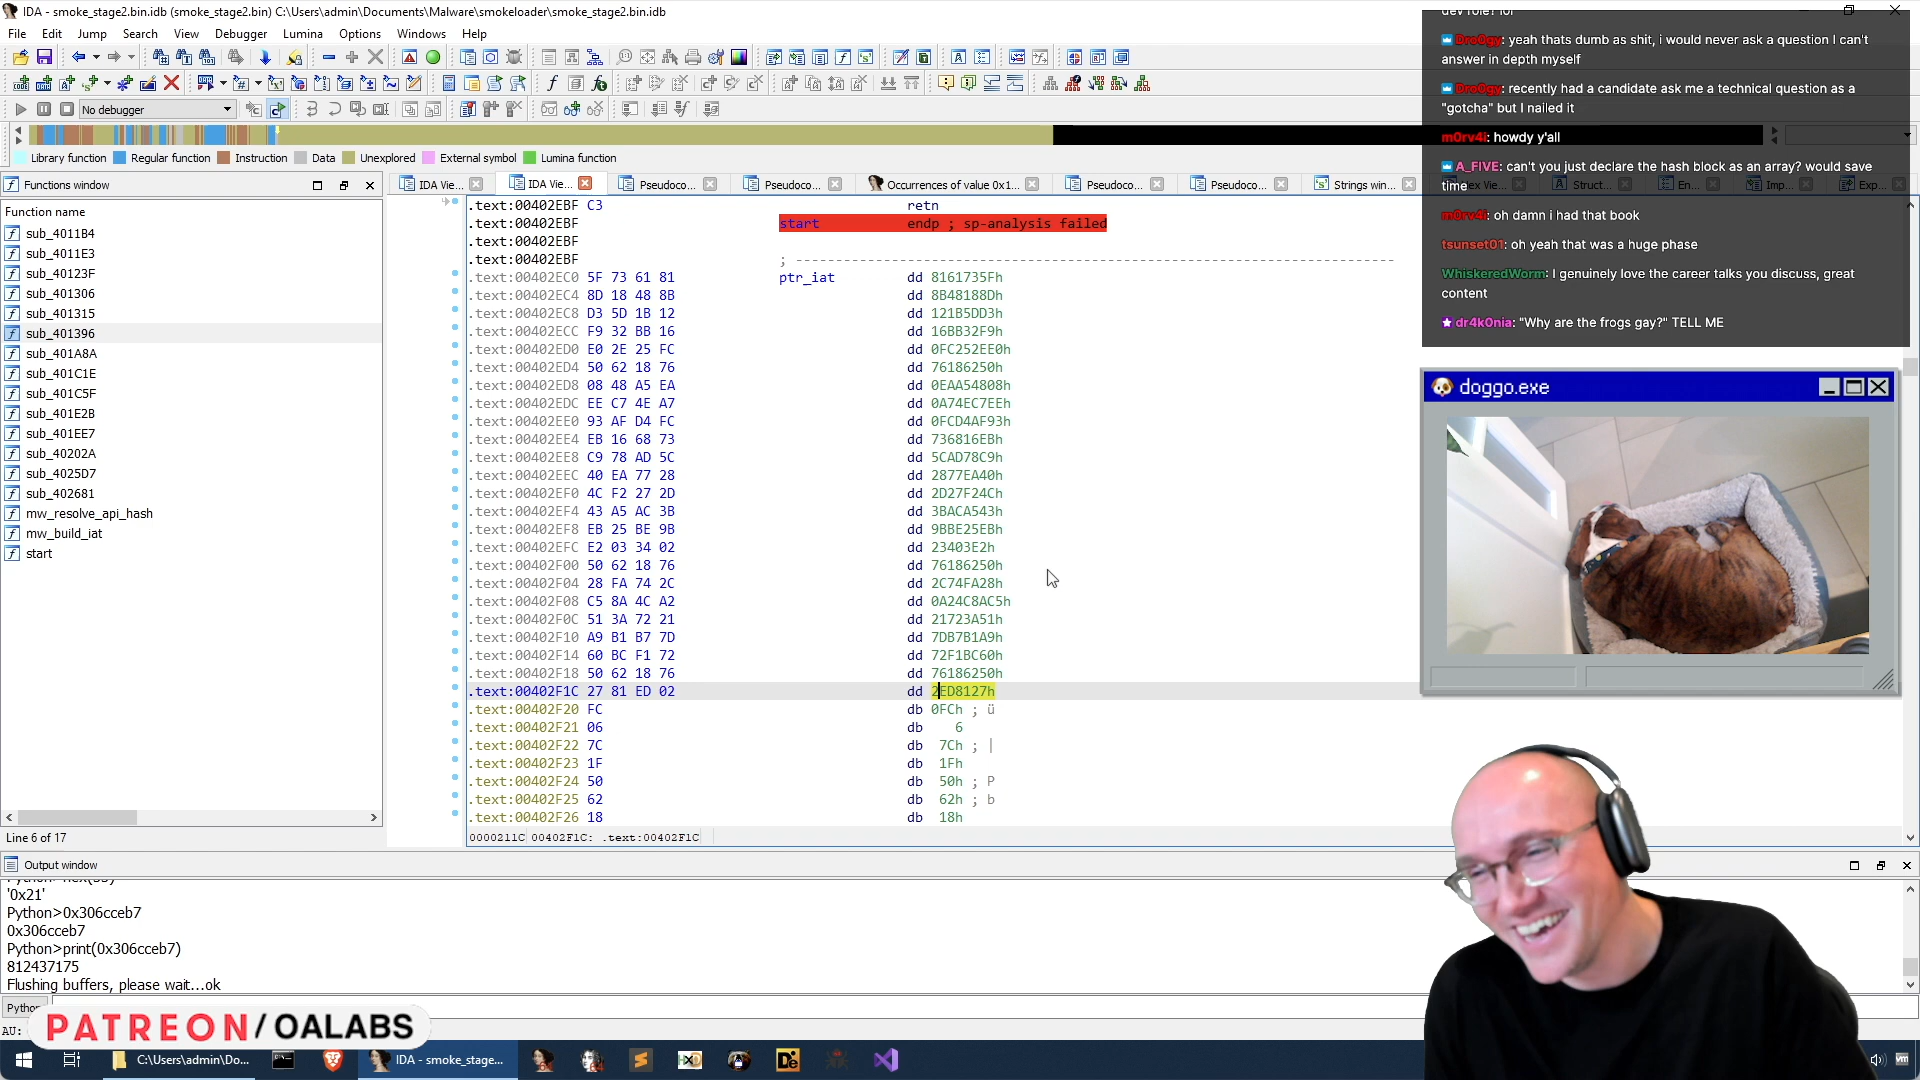 IDA - smoke_stage2.bin.idb (smoke_stage2.bin) C:\Users\admin\Documents\Malware\smokeloader\smoke_stage2.bin.idb
File Edit Jump Search View Debugger Lumina Options Windows Help
No debugger
Library function Regular function Instruction Data Unexplored External symbol Lumina function
Functions window
IDA Vie... IDA Vie... Pseudoco... Pseudoco... Occurrences of value 0x1... Pseudoco... Pseudoco... Strings win...
Function name
sub_4011B4
sub_4011E3
sub_40123F
sub_401306
sub_401315
sub_401396
sub_401A8A
sub_401C1E
sub_401C5F
sub_401E2B
sub_401EE7
sub_40202A
sub_4025D7
sub_402681
mw_resolve_api_hash
mw_build_iat
start
Line 6 of 17
.text:00402EBF C3 retn
.text:00402EBF start endp ; sp-analysis failed
.text:00402EBF
.text:00402EBF ; ---------------------------------------------------------------------------
.text:00402EC0 5F 73 61 81 ptr_iat dd 8161735Fh
.text:00402EC4 8D 18 48 8B dd 8B48188Dh
.text:00402EC8 D3 5D 1B 12 dd 121B5DD3h
.text:00402ECC F9 32 BB 16 dd 16BB32F9h
.text:00402ED0 E0 2E 25 FC dd 0FC252EE0h
.text:00402ED4 50 62 18 76 dd 76186250h
.text:00402ED8 08 48 A5 EA dd 0EAA54808h
.text:00402EDC EE C7 4E A7 dd 0A74EC7EEh
.text:00402EE0 93 AF D4 FC dd 0FCD4AF93h
.text:00402EE4 EB 16 68 73 dd 736816EBh
.text:00402EE8 C9 78 AD 5C dd 5CAD78C9h
.text:00402EEC 40 EA 77 28 dd 2877EA40h
.text:00402EF0 4C F2 27 2D dd 2D27F24Ch
.text:00402EF4 43 A5 AC 3B dd 3BACA543h
.text:00402EF8 EB 25 BE 9B dd 9BBE25EBh
.text:00402EFC E2 03 34 02 dd 23403E2h
.text:00402F00 50 62 18 76 dd 76186250h
.text:00402F04 28 FA 74 2C dd 2C74FA28h
.text:00402F08 C5 8A 4C A2 dd 0A24C8AC5h
.text:00402F0C 51 3A 72 21 dd 21723A51h
.text:00402F10 A9 B1 B7 7D dd 7DB7B1A9h
.text:00402F14 60 BC F1 72 dd 72F1BC60h
.text:00402F18 50 62 18 76 dd 76186250h
.text:00402F1C 27 81 ED 02 dd 2ED8127h
.text:00402F20 FC db 0FCh ; ü
.text:00402F21 06 db 6
.text:00402F22 7C db 7Ch ; |
.text:00402F23 1F db 1Fh
.text:00402F24 50 db 50h ; P
.text:00402F25 62 db 62h ; b
.text:00402F26 18 db 18h
0000211C 00402F1C: .text:00402F1C
Output window
'0x21'
Python>0x306cceb7
0x306cceb7
Python>print(0x306cceb7)
812437175
Flushing buffers, please wait...ok
Python
AU:
PATREON/OALABS
C:\Users\admin\Do...
IDA - smoke_stage...
dev role? lol
Dro0gy: yeah thats dumb as shit, i would never ask a question I can't
answer in depth myself
Dro0gy: recently had a candidate ask me a technical question as a
"gotcha" but I nailed it
m0rv4i: howdy y'all
A_FIVE: can't you just declare the hash block as an array? would save
time
m0rv4i: oh damn i had that book
tsunset01: oh yeah that was a huge phase
WhiskeredWorm: I genuinely love the career talks you discuss, great
content
dr4k0nia: "Why are the frogs gay?" TELL ME
doggo.exe